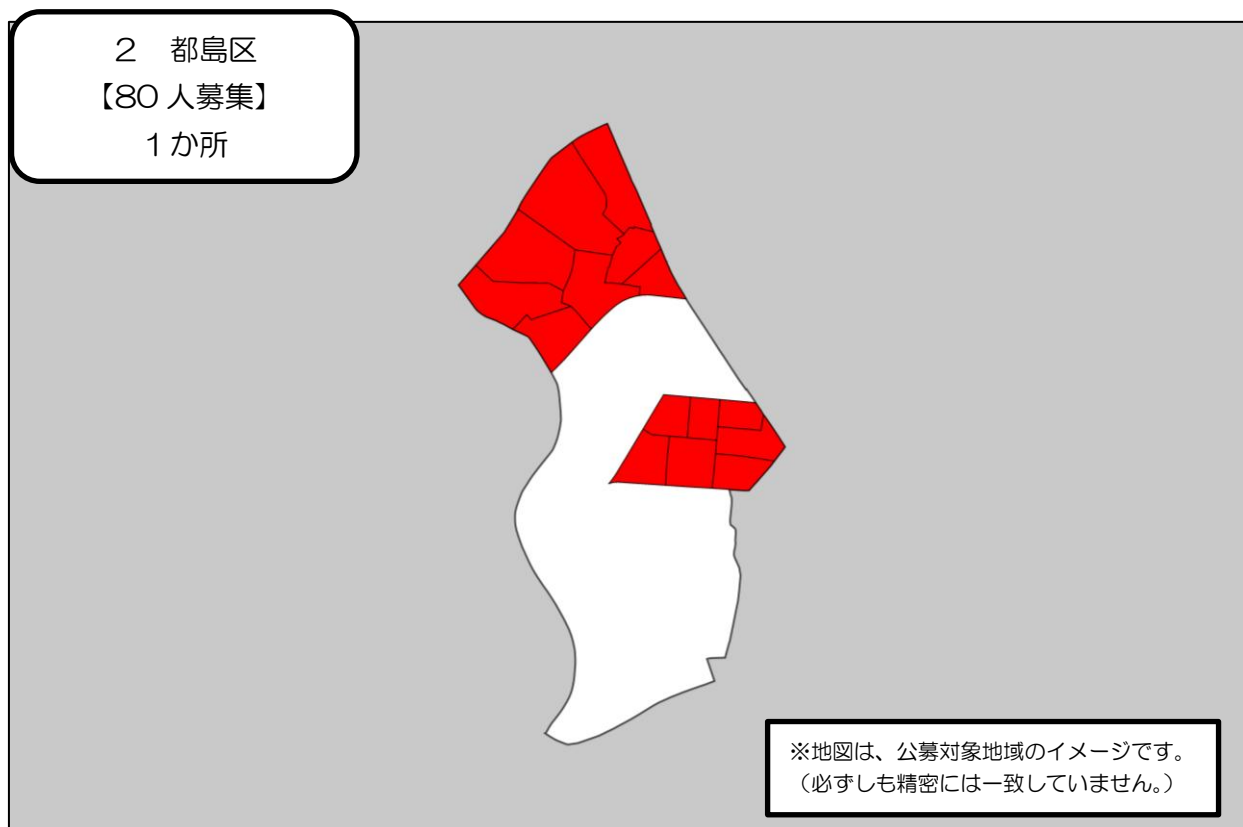 ２　都島区
【80 人募集】
１か所
※地図は、公募対象地域のイメージです。
（必ずしも精密には一致していません。）